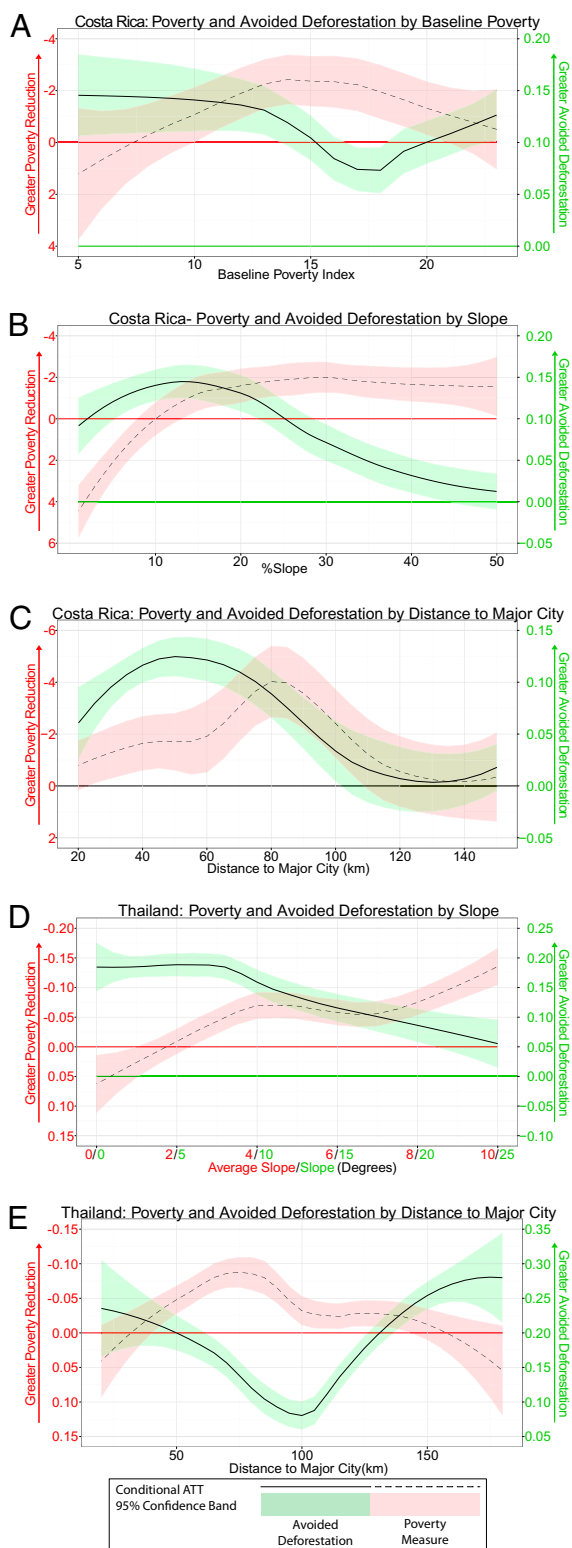 A
Costa Rica: Poverty and Avoided Deforestation by Baseline Poverty
Greater Poverty Reduction
-4
-2
0
2
4
0.20
0.15
0.10
0.05
0.00
Greater Avoided Deforestation
5 10 15 20
Baseline Poverty Index
B
Costa Rica- Poverty and Avoided Deforestation by Slope
Greater Poverty Reduction
-4
-2
0
2
4
6
0.20
0.15
0.10
0.05
0.00
−0.05
Greater Avoided Deforestation
10 20 30 40 50
%Slope
C
Costa Rica: Poverty and Avoided Deforestation by Distance to Major City
Greater Poverty Reduction
-6
-4
-2
0
2
0.15
0.10
0.05
0.00
−0.05
Greater Avoided Deforestation
20 40 60 80 100 120 140
Distance to Major City (km)
D
Thailand: Poverty and Avoided Deforestation by Slope
Greater Poverty Reduction
-0.20
-0.15
-0.10
-0.05
0.00
0.05
0.10
0.15
0.25
0.20
0.15
0.10
0.05
0.00
−0.05
−0.10
Greater Avoided Deforestation
0/0 2/5 4/10 6/15 8/20 10/25
Average Slope/Slope (Degrees)
E
Thailand: Poverty and Avoided Deforestation by Distance to Major City
Greater Poverty Reduction
-0.15
-0.10
-0.05
0.00
0.05
0.10
0.15
0.35
0.30
0.25
0.20
0.15
0.10
0.05
Greater Avoided Deforestation
50 100 150
Distance to Major City(km)
Conditional ATT
95% Confidence Band
Avoided Deforestation
Poverty Measure